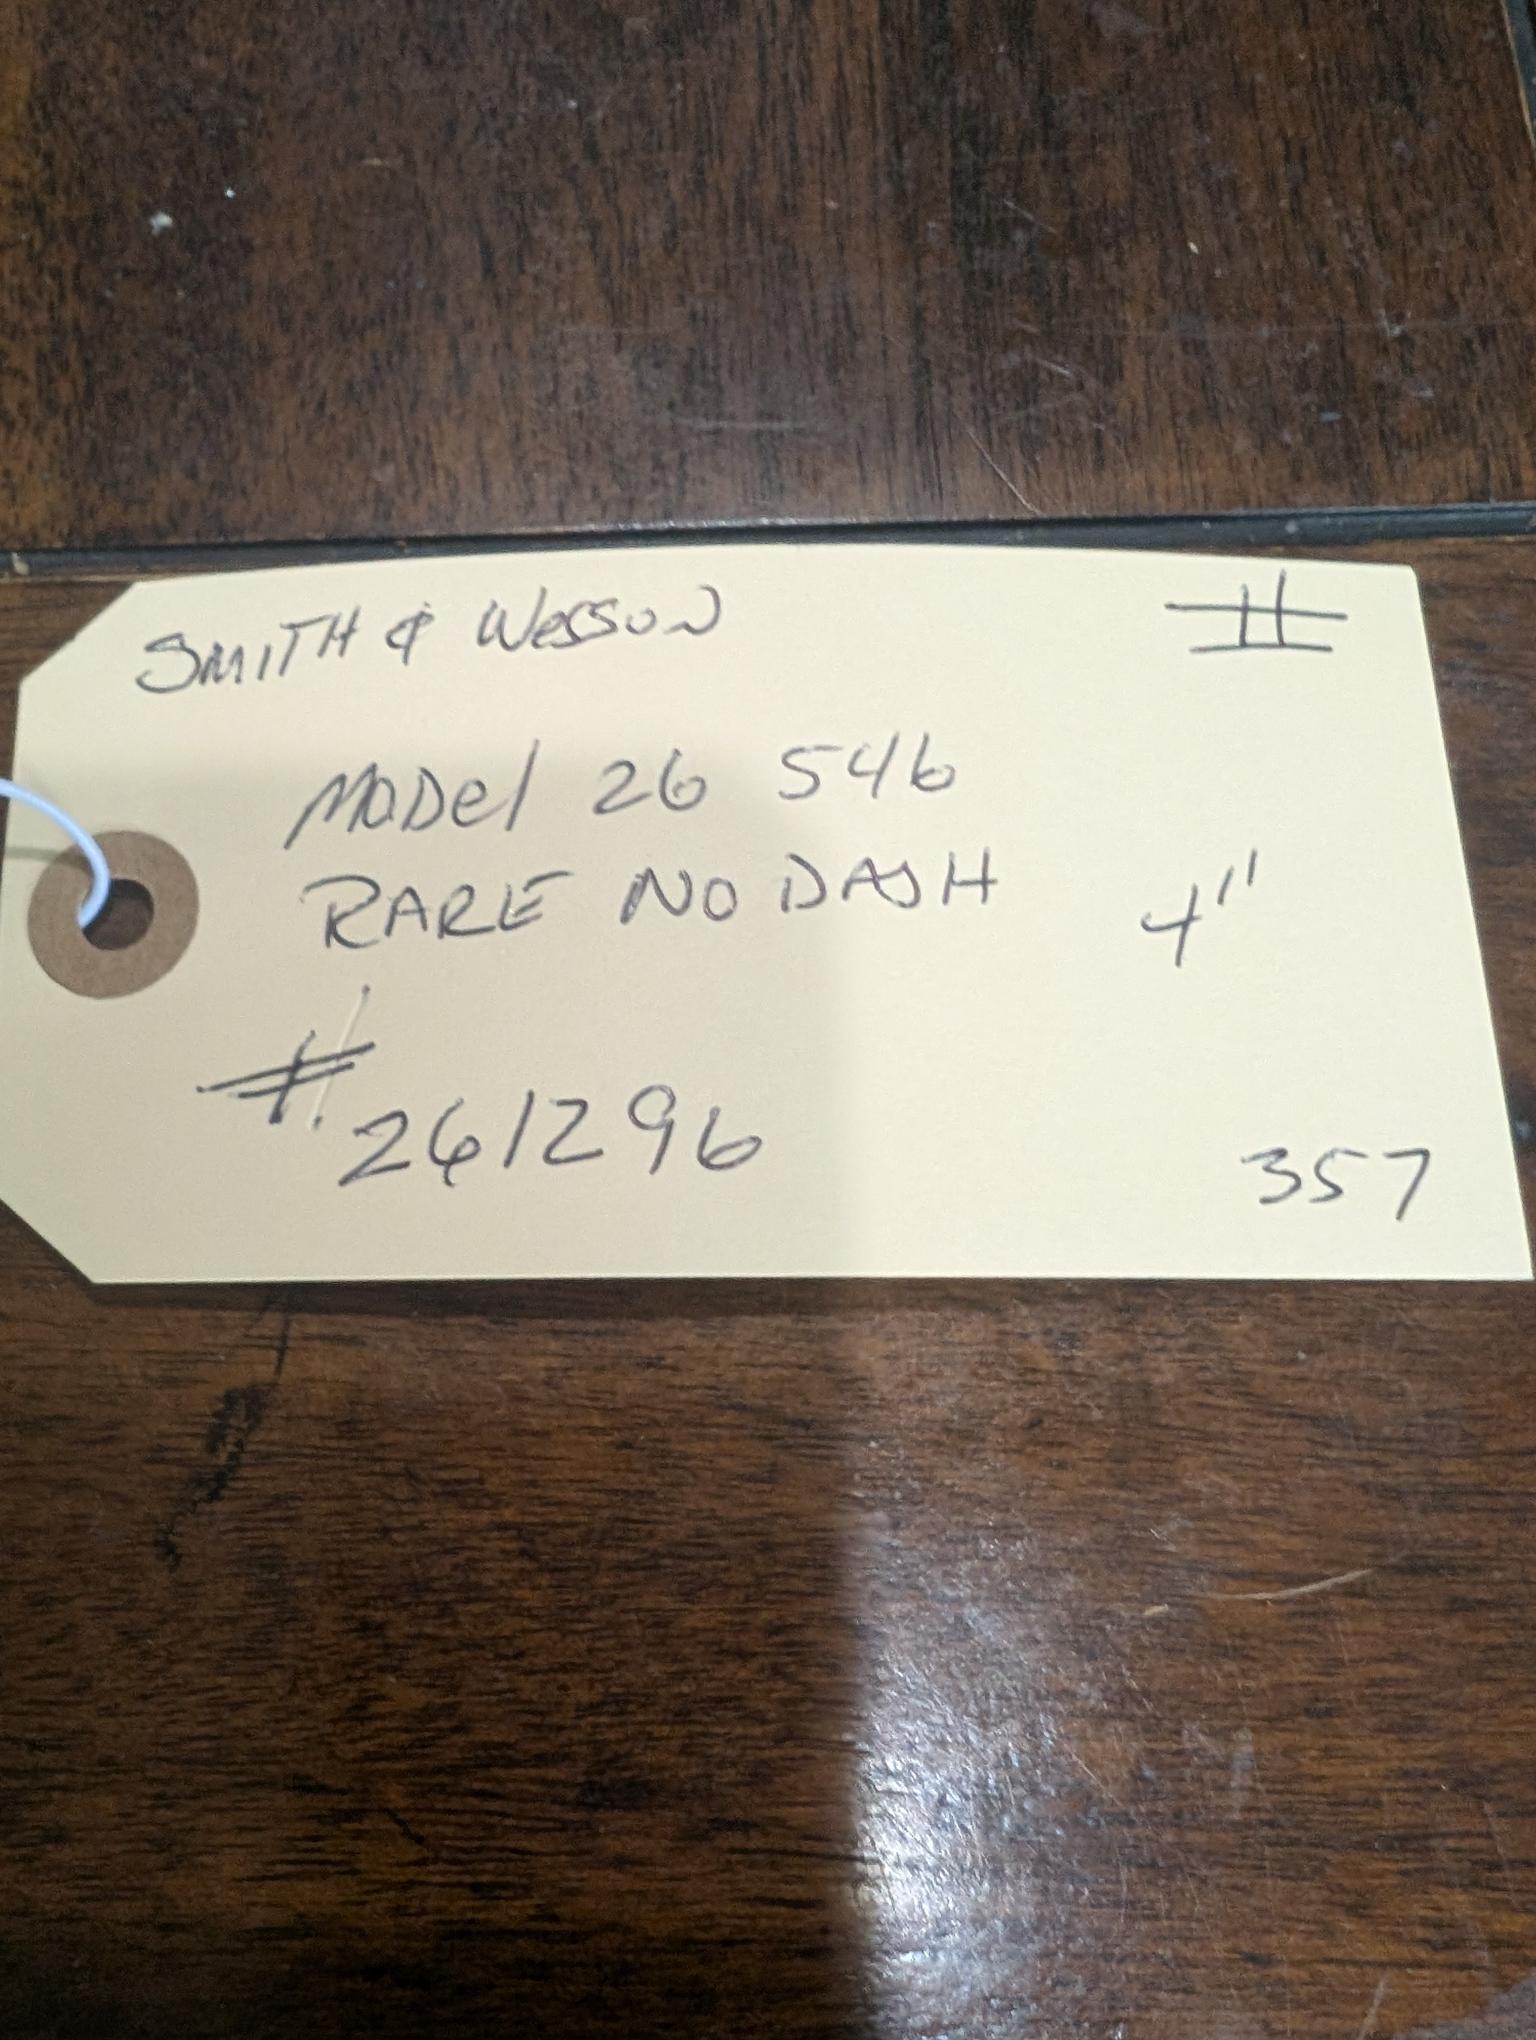 SMITH & WESSON #
MODel 26 546
RARE NO DASH 4"
# 261296
357